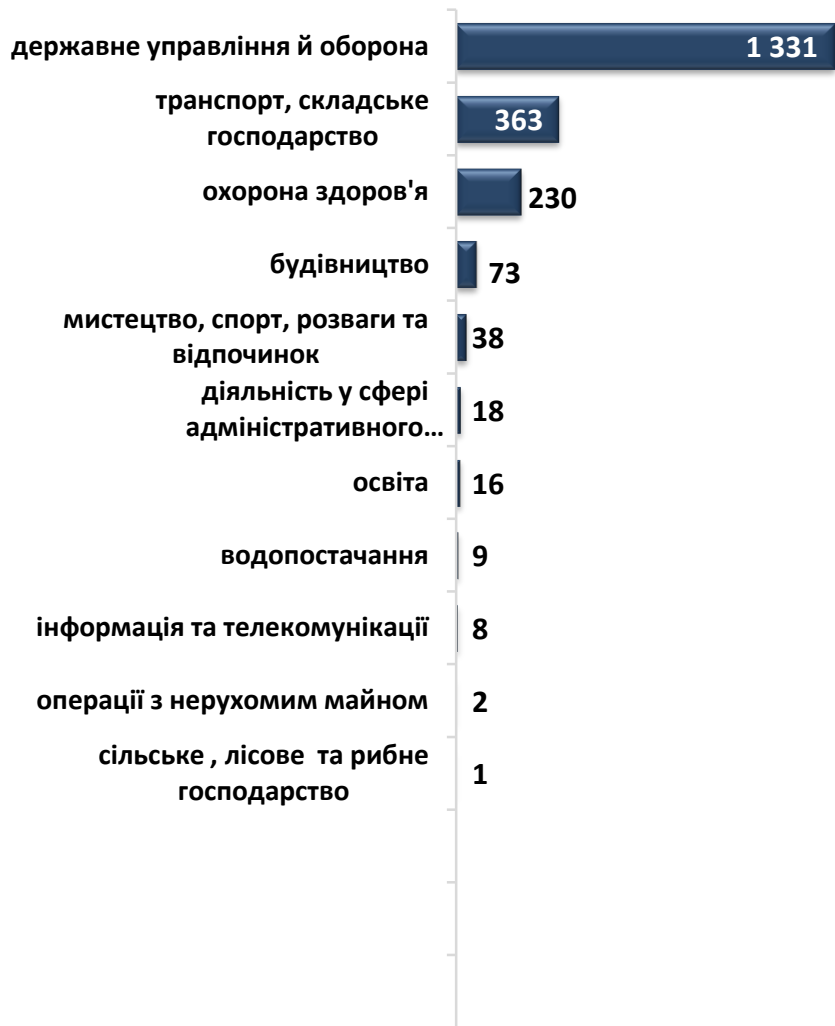 державне управління й оборона
1 331
транспорт, складське
господарство
363
охорона здоров'я
230
будівництво
73
мистецтво, спорт, розваги та
відпочинок
38
діяльність у сфері
адміністративного...
18
освіта
16
водопостачання
9
інформація та телекомунікації
8
операції з нерухомим майном
2
сільське , лісове  та рибне
господарство
1